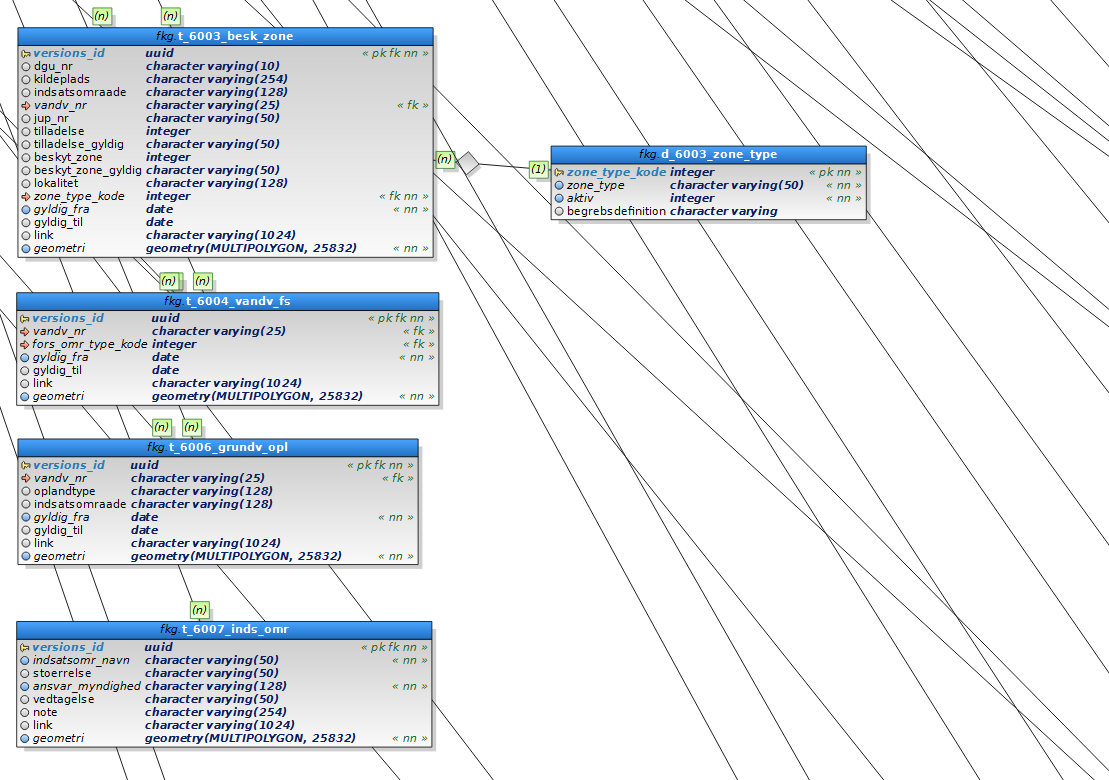 (n) (n)
fkg.t_6003_besk_zone
versions_id uuid « pk fk nn »
dgu_nr character varying(10)
kildeplads character varying(254)
indsatsomraade character varying(128)
vandv_nr character varying(25) « fk »
jup_nr character varying(50)
tilladelse integer
tilladelse_gyldig character varying(50)
beskyt_zone integer
beskyt_zone_gyldig character varying(50)
lokalitet character varying(128)
zone_type_kode integer « fk nn »
gyldig_fra date « nn »
gyldig_til date
link character varying(1024)
geometri geometry(MULTIPOLYGON, 25832) « nn »
(n) (1)
fkg.d_6003_zone_type
zone_type_kode integer « pk nn »
zone_type character varying(50) « nn »
aktiv integer « nn »
begrebsdefinition character varying
(n) (n)
fkg.t_6004_vandv_fs
versions_id uuid « pk fk nn »
vandv_nr character varying(25) « fk »
fors_omr_type_kode integer « fk »
gyldig_fra date « nn »
gyldig_til date
link character varying(1024)
geometri geometry(MULTIPOLYGON, 25832) « nn »
(n) (n)
fkg.t_6006_grundv_opl
versions_id uuid « pk fk nn »
vandv_nr character varying(25) « fk »
oplandtype character varying(128)
indsatsomraade character varying(128)
gyldig_fra date « nn »
gyldig_til date
link character varying(1024)
geometri geometry(MULTIPOLYGON, 25832) « nn »
(n)
fkg.t_6007_inds_omr
versions_id uuid « pk fk nn »
indsatsomr_navn character varying(50) « nn »
stoerrelse character varying(50)
ansvar_myndighed character varying(128) « nn »
vedtagelse character varying(50)
note character varying(254)
link character varying(1024)
geometri geometry(MULTIPOLYGON, 25832) « nn »